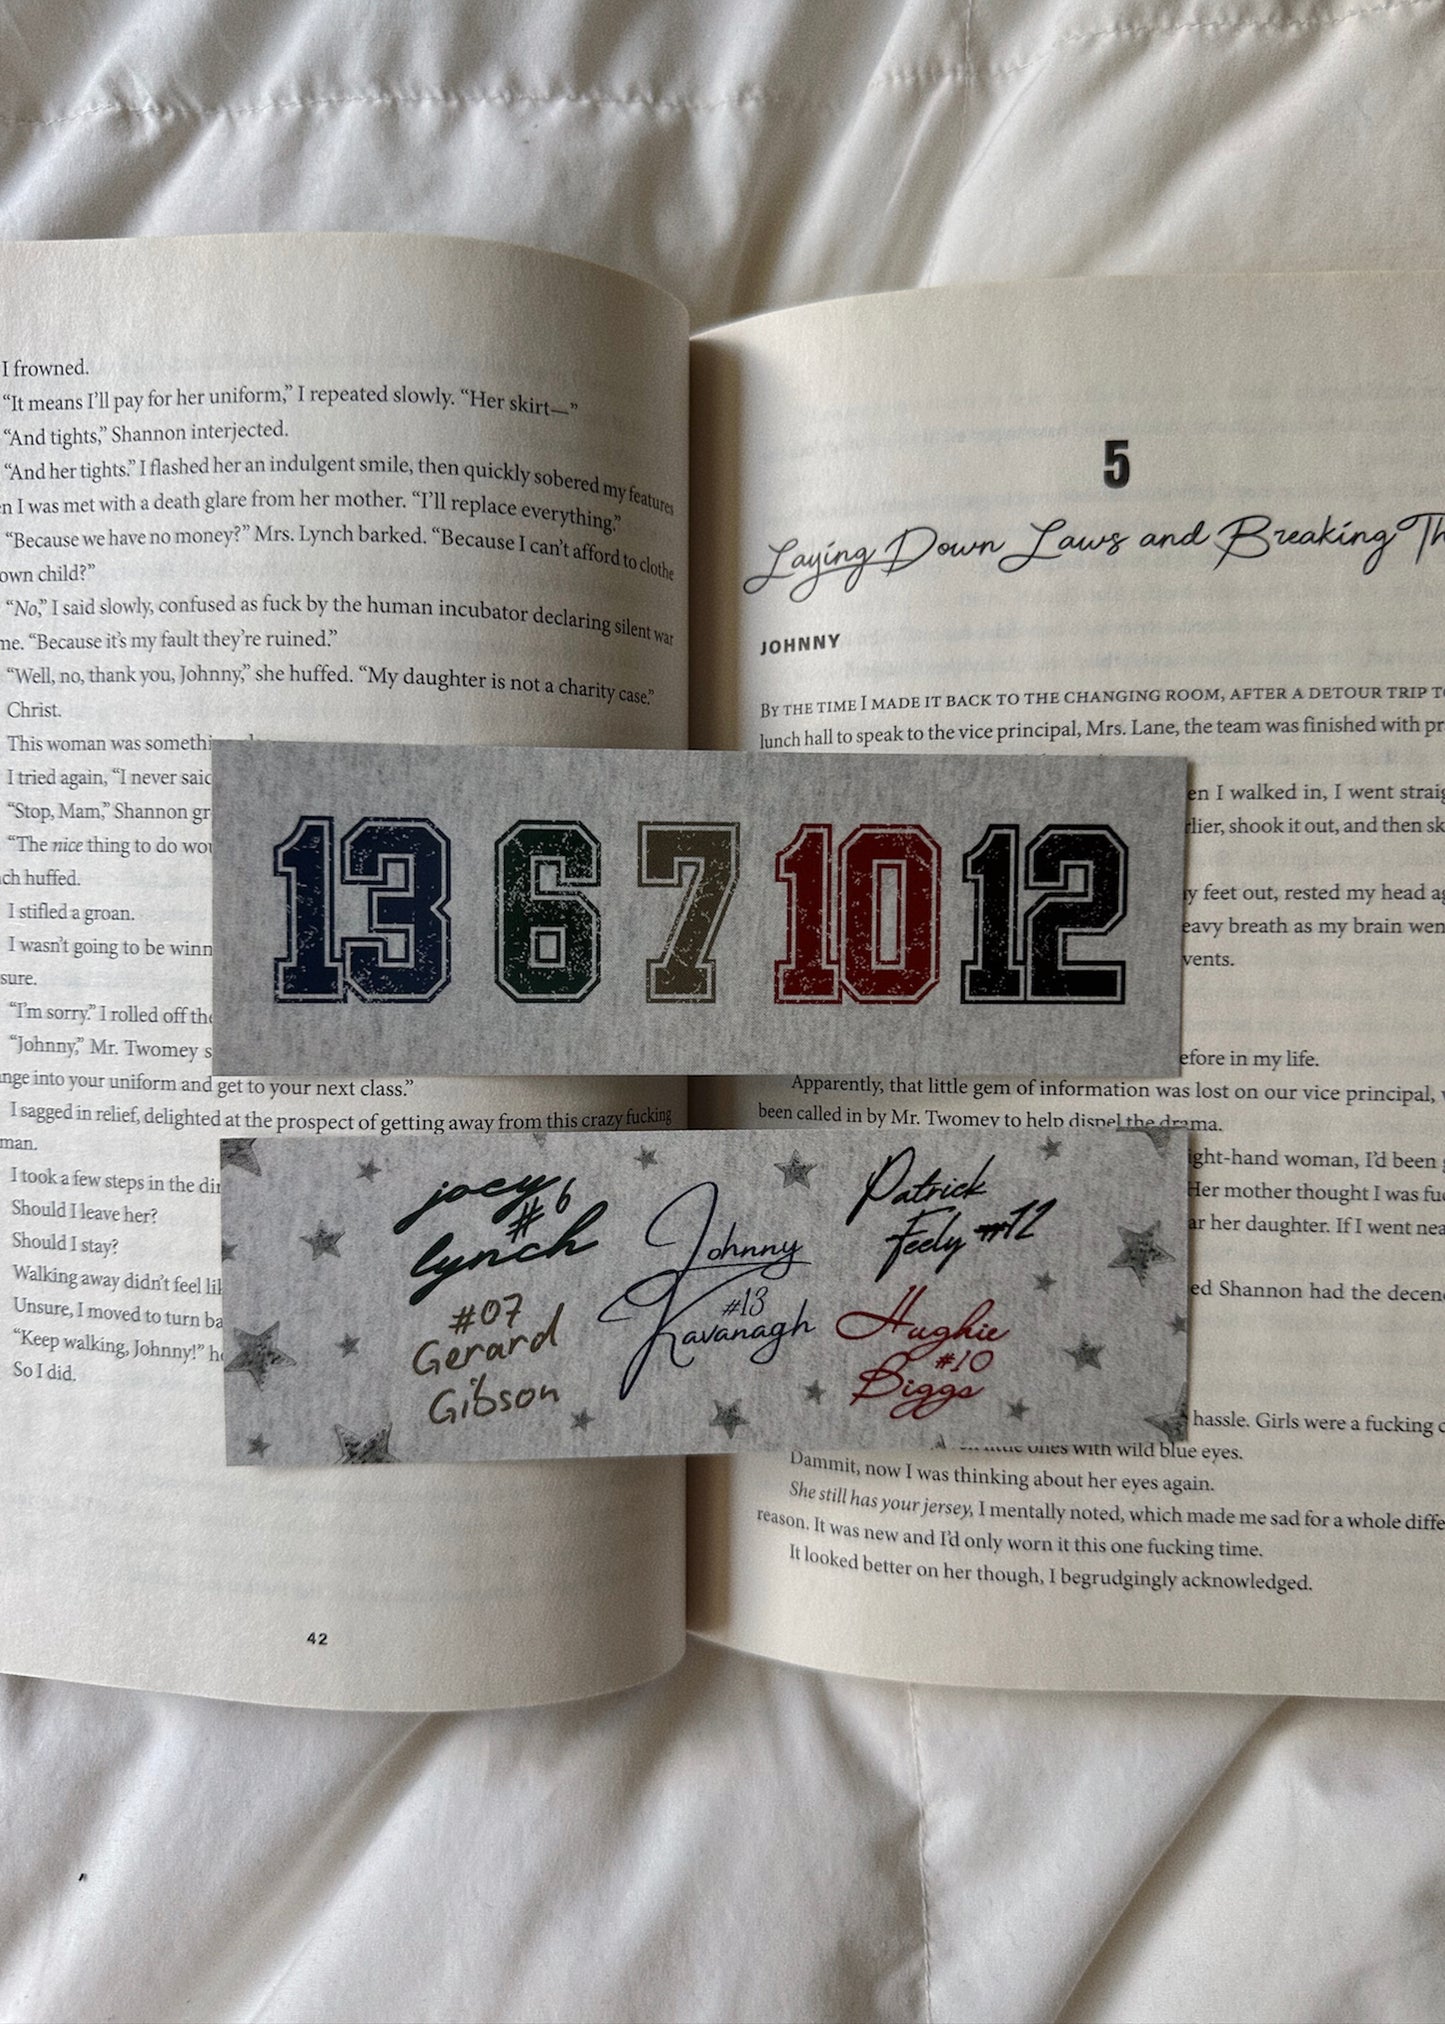 I frowned.
“It means I’ll pay for her uniform,” I repeated slowly. “Her skirt—”
“And tights,” Shannon interjected.
“And her tights.” I flashed her an indulgent smile, then quickly sobered my features
n I was met with a death glare from her mother. “I’ll replace everything.”
“Because we have no money?” Mrs. Lynch barked. “Because I can’t afford to clothe
own child?”
“No,” I said slowly, confused as fuck by the human incubator declaring silent war
me. “Because it’s my fault they’re ruined.”
“Well, no, thank you, Johnny,” she huffed. “My daughter is not a charity case.”
Christ.
This woman was somethi
I tried again, “I never said
“Stop, Mam,” Shannon gr
“The nice thing to do wou
ch huffed.
I stifled a groan.
I wasn’t going to be winn
sure.
“I’m sorry.” I rolled off the
“Johnny,” Mr. Twomey s
nge into your uniform and get to your next class.”
I sagged in relief, delighted at the prospect of getting away from this crazy fucking
man.
I took a few steps in the dir
Should I leave her?
Should I stay?
Walking away didn’t feel lik
Unsure, I moved to turn ba
“Keep walking, Johnny!” he
So I did.
42
13 6 7 10 12
joey #6
lynch
#07
Gerard
Gibson
Johnny
#13
Kavanagh
Patrick
Feely #12
Hughie
#10
Biggs
5
Laying Down Laws and Breaking Th
JOHNNY
BY THE TIME I MADE IT BACK TO THE CHANGING ROOM, AFTER A DETOUR TRIP TO
lunch hall to speak to the vice principal, Mrs. Lane, the team was finished with pr
en I walked in, I went straig
rlier, shook it out, and then sk
y feet out, rested my head ag
eavy breath as my brain wen
vents.
efore in my life.
Apparently, that little gem of information was lost on our vice principal,
been called in by Mr. Twomey to help dispel the drama.
ight-hand woman, I’d been
Her mother thought I was fu
ar her daughter. If I went nea
ed Shannon had the decen
hassle. Girls were a fucking
little ones with wild blue eyes.
Dammit, now I was thinking about her eyes again.
She still has your jersey, I mentally noted, which made me sad for a whole diffe
reason. It was new and I’d only worn it this one fucking time.
It looked better on her though, I begrudgingly acknowledged.